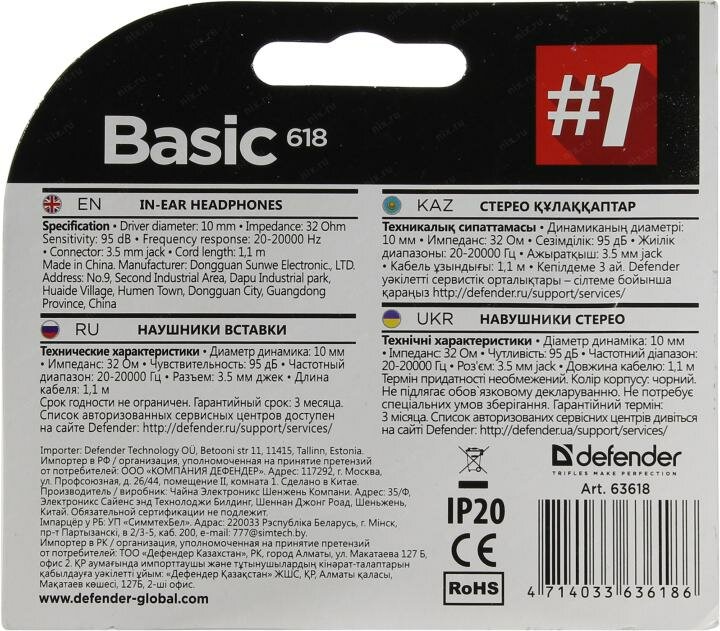 Basic 618
#1
EN IN-EAR HEADPHONES
Specification • Driver diameter: 10 mm • Impedance: 32 Ohm
Sensitivity: 95 dB • Frequency response: 20-20000 Hz
• Connector: 3.5 mm jack • Cord length: 1,1 m
Made in China. Manufacturer: Dongguan Sunwe Electronic., LTD.
Address: No.9, Second Industrial Area, Dapu Industrial park,
Huaide Village, Humen Town, Dongguan City, Guangdong
Province, China
RU НАУШНИКИ ВСТАВКИ
Технические характеристики • Диаметр динамика: 10 мм
• Импеданс: 32 Ом • Чувствительность: 95 дБ • Частотный
диапазон: 20-20000 Гц • Разъем: 3.5 мм джек • Длина
кабеля: 1,1 м
Срок годности не ограничен. Гарантийный срок: 3 месяца.
Список авторизованных сервисных центров доступен
на сайте Defender: http://defender.ru/support/services/
KAZ СТЕРЕО ҚҰЛАҚҚАПТАР
Техникалық сипаттамасы • Динамиканың диаметрі:
10 мм • Импеданс: 32 Ом • Сезімділік: 95 дБ • Жиілік
диапазоны: 20-20000 Гц • Ажыратқыш: 3.5 мм jack
• Кабель ұзындығы: 1,1 м • Кепілдеме 3 ай. Defender
уәкілетті сервистік орталықтары – сілтеме бойынша
қараңыз http://defender.ru/support/services/
UKR НАВУШНИКИ СТЕРЕО
Технічні характеристики • Діаметр динаміка: 10 мм
• Імпеданс: 32 Ом • Чутливість: 95 дБ • Частотний діапазон:
20-20000 Гц • Роз'єм: 3.5 мм jack • Довжина кабелю: 1,1 м
Термін придатності необмежений. Колір корпусу: чорний.
Не підлягає обов`язковому декларуванню. Не потребує
спеціальних умов зберігання. Гарантійний термін:
3 місяца. Список авторизованих сервісних центрів дивіться
на сайті Defender: http://defender.ua/support/services/
Importer: Defender Technology OÜ, Betooni str 11, 11415, Tallinn, Estonia.
Импортер в РФ / организация, уполномоченная на принятие претензий
от потребителей: ООО «КОМПАНИЯ ДЕФЕНДЕР». Адрес: 117292, г. Москва,
ул. Профсоюзная, д. 26/44, помещение II, комната 1. Сделано в Китае.
Производитель / виробник: Чайна Электроникс Шенжень Компани. Адрес: 35/Ф,
Электроникс Сайенс энд Технолоджи Билдинг, Шеньнан Джонг Роад, Шеньжень,
Китай. Обязательной сертификации не подлежит.
Імпарцёр у РБ: УП «СиммтехБел». Адрас: 220033 Рэспубліка Беларусь, г. Мінск,
пр-т Партызанскі, в 2/3-5, каб. 200, e-mail: 777@simtech.by.
Импортер в РК / организация, уполномоченная на принятие претензий
от потребителей: ТОО «Дефендер Казахстан», РК, город Алматы, ул. Макатаева 127 Б,
офис 2. ҚР аумағында импорттаушы және тұтынушылардың кінәрат-талаптарын
қабылдауға уәкілетті ұйым: «Дефендер Қазақстан» ЖШС, ҚР, Алматы қаласы,
Мақатаев көшесі, 127Б, 2-ші офис.
www.defender-global.com
IP20
CE
RoHS
defender
TRIFLES MAKE PERFECTION
Art. 63618
4 714033 636186